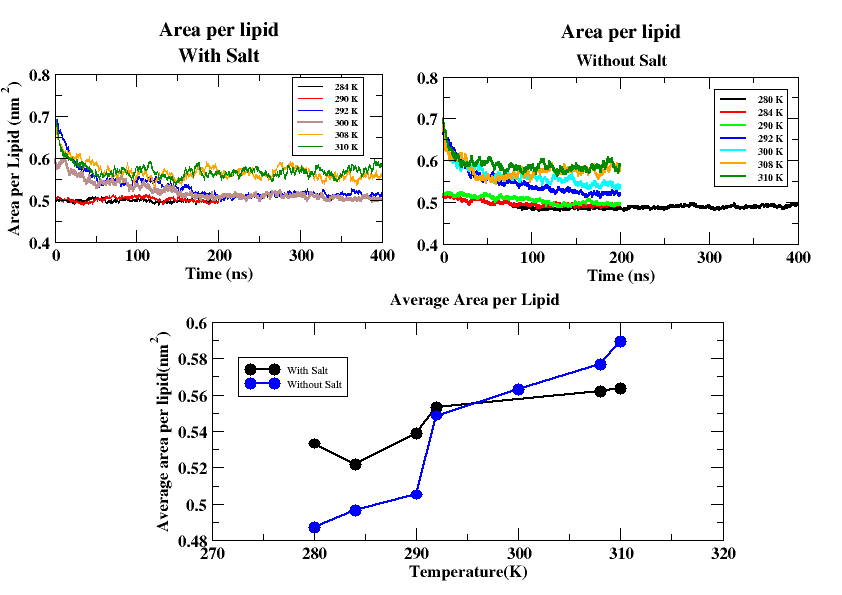 Area per lipid
With Salt
Area per Lipid (nm²)
0.8
0.7
0.6
0.5
0.4
284 K
290 K
292 K
300 K
308 K
310 K
0 100 200 300 400
Time (ns)
Area per lipid
Without Salt
0.8
0.7
0.6
0.5
0.4
280 K
284 K
290 K
292 K
300 K
308 K
310 K
0 100 200 300 400
Time (ns)
Average Area per Lipid
Average area per lipid(nm²)
0.6
0.58
0.56
0.54
0.52
0.5
0.48
With Salt
Without Salt
270 280 290 300 310 320
Temperature(K)